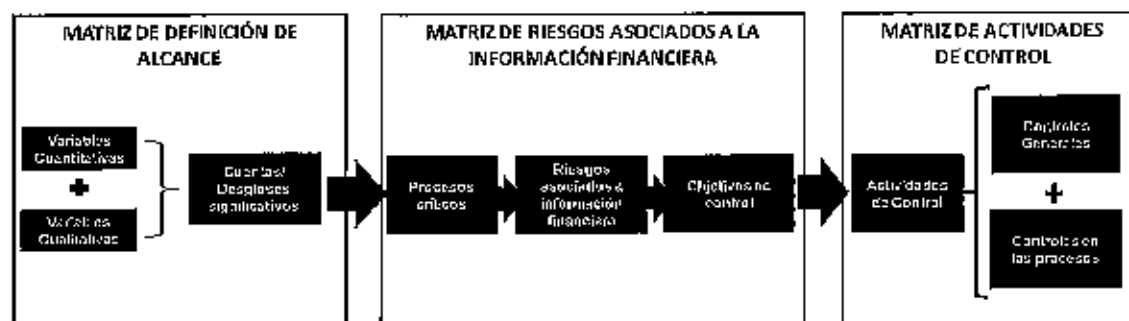 MATRIZ DE DEFINICIÓN DE
ALCANCE
Variables
Quantitativas
+
Variables
Qualitativas
Cuentas/
Desgloses
significativos
MATRIZ DE RIESGOS ASOCIADOS A LA
INFORMACIÓN FINANCIERA
Procesos
críticos
Riesgos
asociados a
información
financiera
Objetivos de
control
MATRIZ DE ACTIVIDADES
DE CONTROL
Actividades
de Control
Controles
Generales
+
Controles en
los procesos